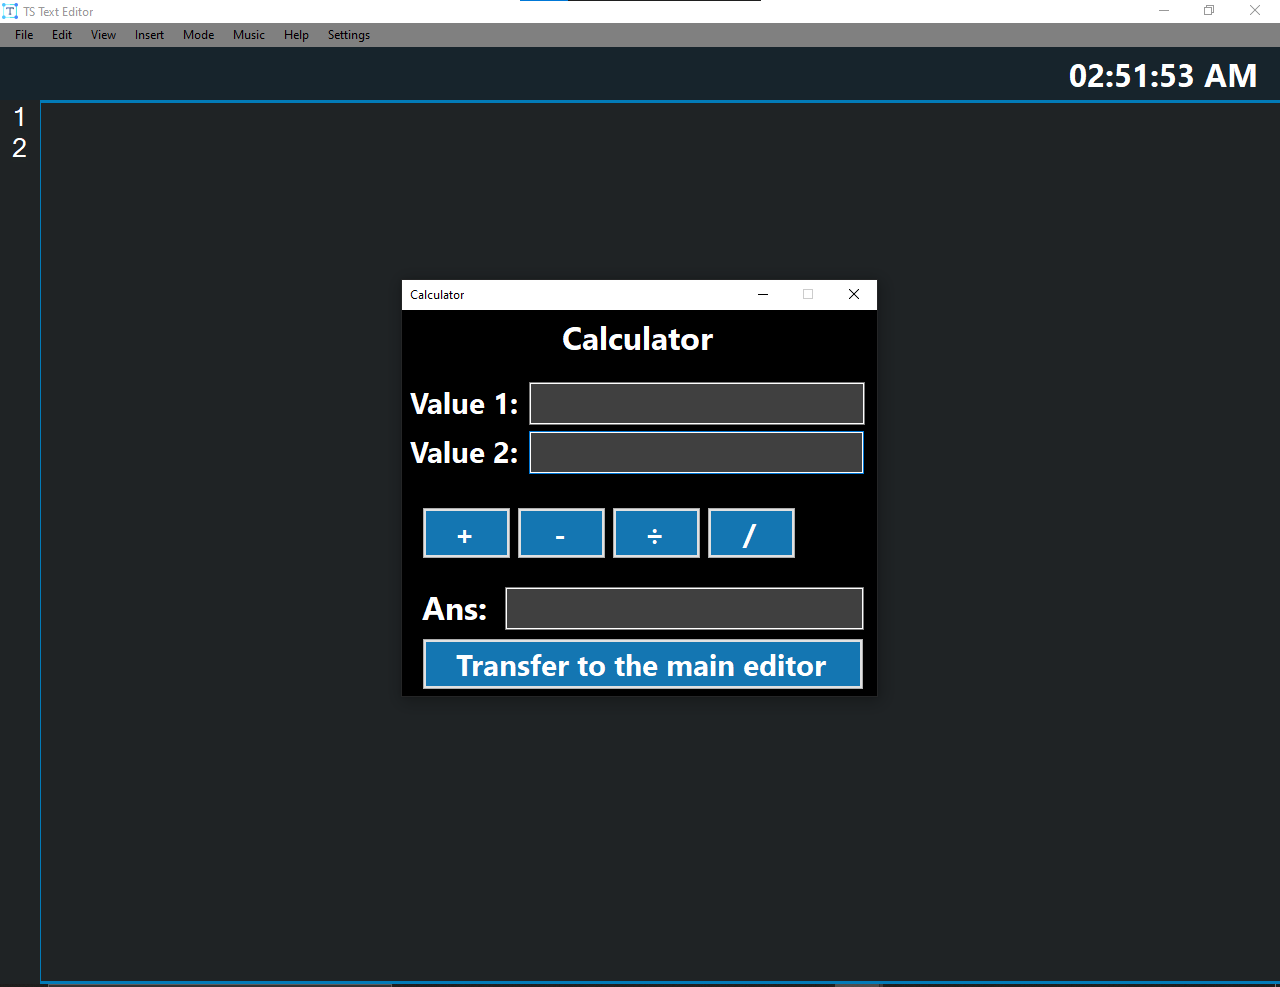 TS Text Editor
File Edit View Insert Mode Music Help Settings
02:51:53 AM
1
2
Calculator
Calculator
Value 1:
Value 2:
+ - ÷ /
Ans:
Transfer to the main editor